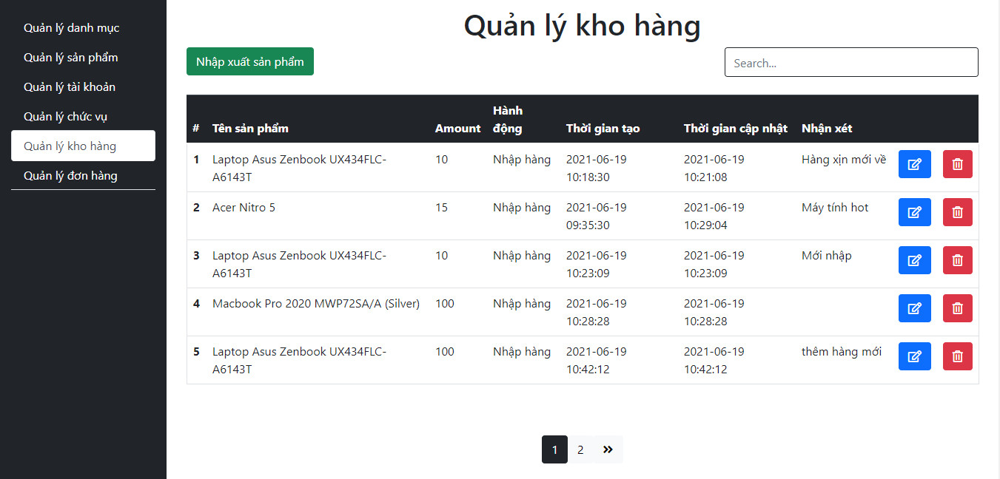 Quản lý danh mục
Quản lý sản phẩm
Quản lý tài khoản
Quản lý chức vụ
Quản lý kho hàng
Quản lý đơn hàng
Quản lý kho hàng
Nhập xuất sản phẩm
Search...
# Tên sản phẩm Amount Hành động Thời gian tạo Thời gian cập nhật Nhận xét
1 Laptop Asus Zenbook UX434FLC- 10 Nhập hàng 2021-06-19 2021-06-19 Hàng xịn mới về
A6143T 10:18:30 10:21:08
2 Acer Nitro 5 15 Nhập hàng 2021-06-19 2021-06-19 Máy tính hot
09:35:30 10:29:04
3 Laptop Asus Zenbook UX434FLC- 10 Nhập hàng 2021-06-19 2021-06-19 Mới nhập
A6143T 10:23:09 10:23:09
4 Macbook Pro 2020 MWP72SA/A (Silver) 100 Nhập hàng 2021-06-19 2021-06-19
10:28:28 10:28:28
5 Laptop Asus Zenbook UX434FLC- 100 Nhập hàng 2021-06-19 2021-06-19 thêm hàng mới
A6143T 10:42:12 10:42:12
1 2 »